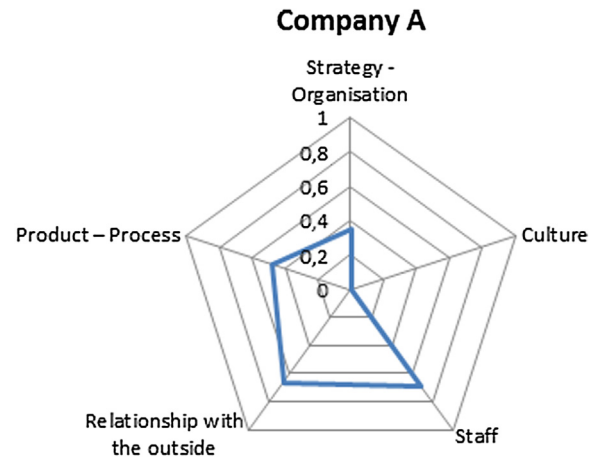 Company A
Strategy -
Organisation
1
0,8
0,6
0,4
0,2
0
Product – Process
Culture
Relationship with
the outside
Staff